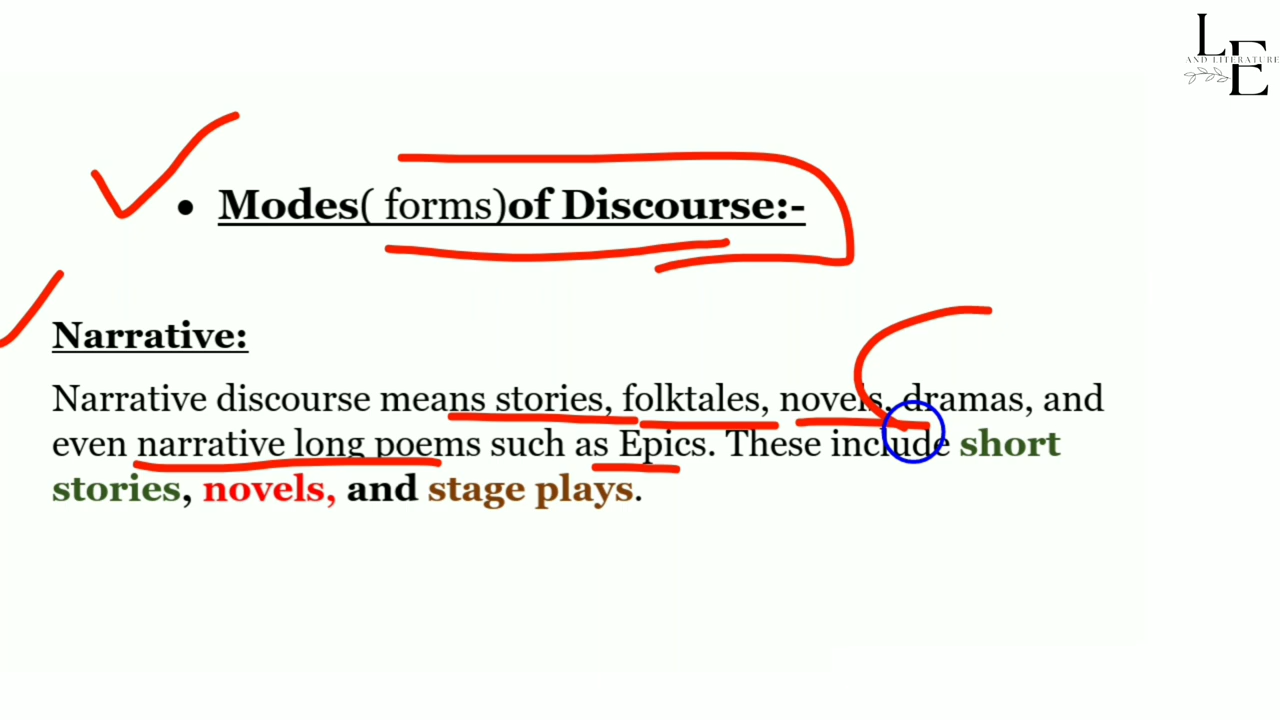 L
AND LITERATURE
E
• Modes( forms)of Discourse:-
Narrative:
Narrative discourse means stories, folktales, novels, dramas, and
even narrative long poems such as Epics. These include short
stories, novels, and stage plays.